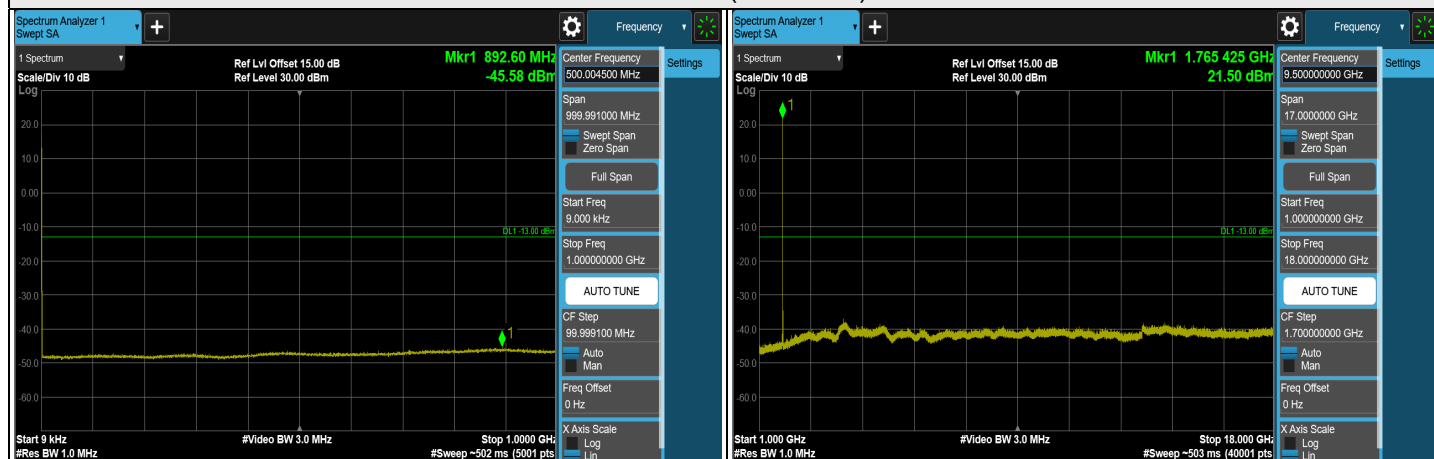 Spectrum Analyzer 1
Swept SA
+
Frequency
1 Spectrum
Scale/Div 10 dB
Log
Ref Lvl Offset 15.00 dB
Ref Level 30.00 dBm
Mkr1 892.60 MHz
-45.58 dBm
20.0
10.0
0.00
-10.0
-20.0
-30.0
-40.0
-50.0
-60.0
DL1 -13.00 dBm
1
Start 9 kHz
#Res BW 1.0 MHz
#Video BW 3.0 MHz
Stop 1.0000 GHz
#Sweep ~502 ms (5001 pts
Center Frequency
500.004500 MHz
Settings
Span
999.991000 MHz
Swept Span
Zero Span
Full Span
Start Freq
9.000 kHz
Stop Freq
1.000000000 GHz
AUTO TUNE
CF Step
99.999100 MHz
Auto
Man
Freq Offset
0 Hz
X Axis Scale
Log
Lin
Spectrum Analyzer 1
Swept SA
+
Frequency
1 Spectrum
Scale/Div 10 dB
Log
Ref Lvl Offset 15.00 dB
Ref Level 30.00 dBm
Mkr1 1.765 425 GHz
21.50 dBm
1
20.0
10.0
0.00
-10.0
-20.0
-30.0
-40.0
-50.0
-60.0
DL1 -13.00 dBm
Start 1.000 GHz
#Res BW 1.0 MHz
#Video BW 3.0 MHz
Stop 18.000 GHz
#Sweep ~503 ms (40001 pts
Center Frequency
9.500000000 GHz
Settings
Span
17.0000000 GHz
Swept Span
Zero Span
Full Span
Start Freq
1.000000000 GHz
Stop Freq
18.000000000 GHz
AUTO TUNE
CF Step
1.700000000 GHz
Auto
Man
Freq Offset
0 Hz
X Axis Scale
Log
Lin